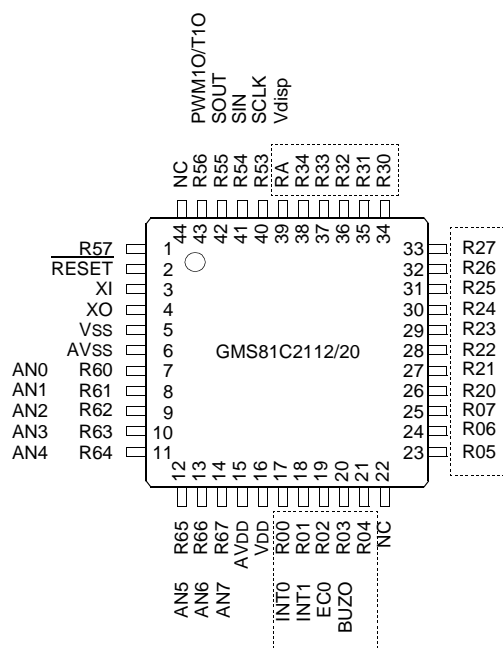 PWM1O/T1O
SOUT
SIN
SCLK
Vdisp
NC
R56
R55
R54
R53
RA
R34
R33
R32
R31
R30
44
43
42
41
40
39
38
37
36
35
34
R57 1
RESET 2
XI 3
XO 4
VSS 5
AVSS 6
AN0 R60 7
AN1 R61 8
AN2 R62 9
AN3 R63 10
AN4 R64 11
GMS81C2112/20
33 R27
32 R26
31 R25
30 R24
29 R23
28 R22
27 R21
26 R20
25 R07
24 R06
23 R05
12
13
14
15
16
17
18
19
20
21
22
R65
R66
R67
AVDD
VDD
R00
R01
R02
R03
R04
NC
AN5
AN6
AN7
INT0
INT1
EC0
BUZO